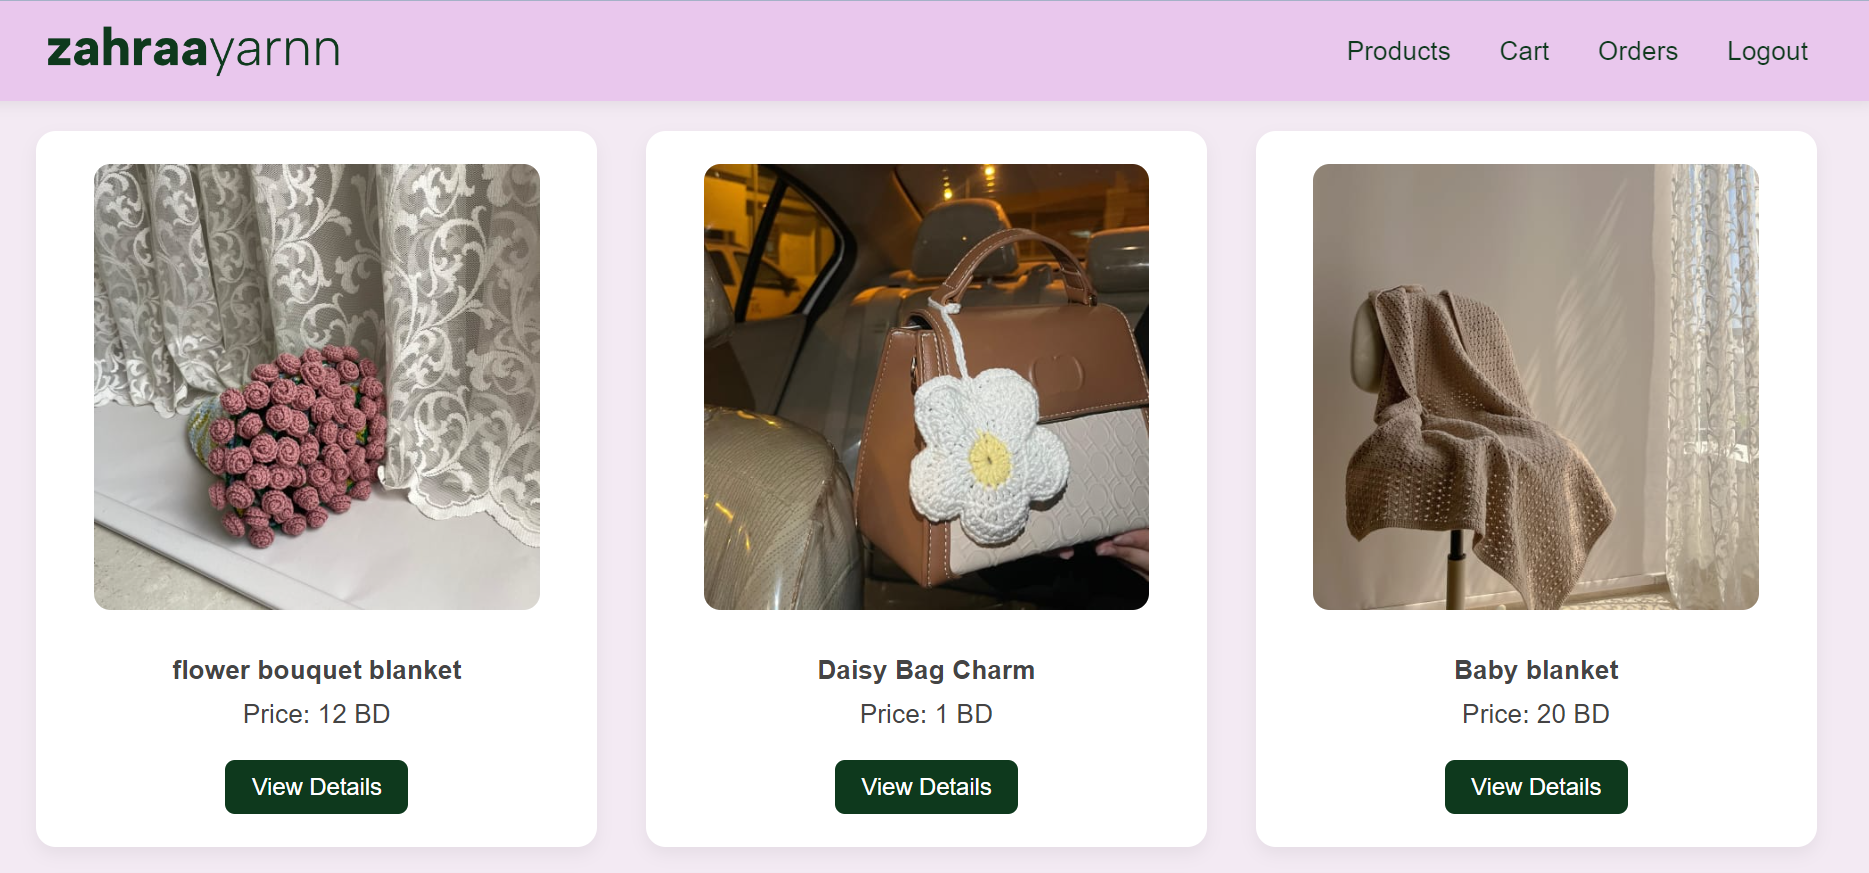 zahraayarnn
Products
Cart
Orders
Logout
flower bouquet blanket
Price: 12 BD
View Details
Daisy Bag Charm
Price: 1 BD
View Details
Baby blanket
Price: 20 BD
View Details